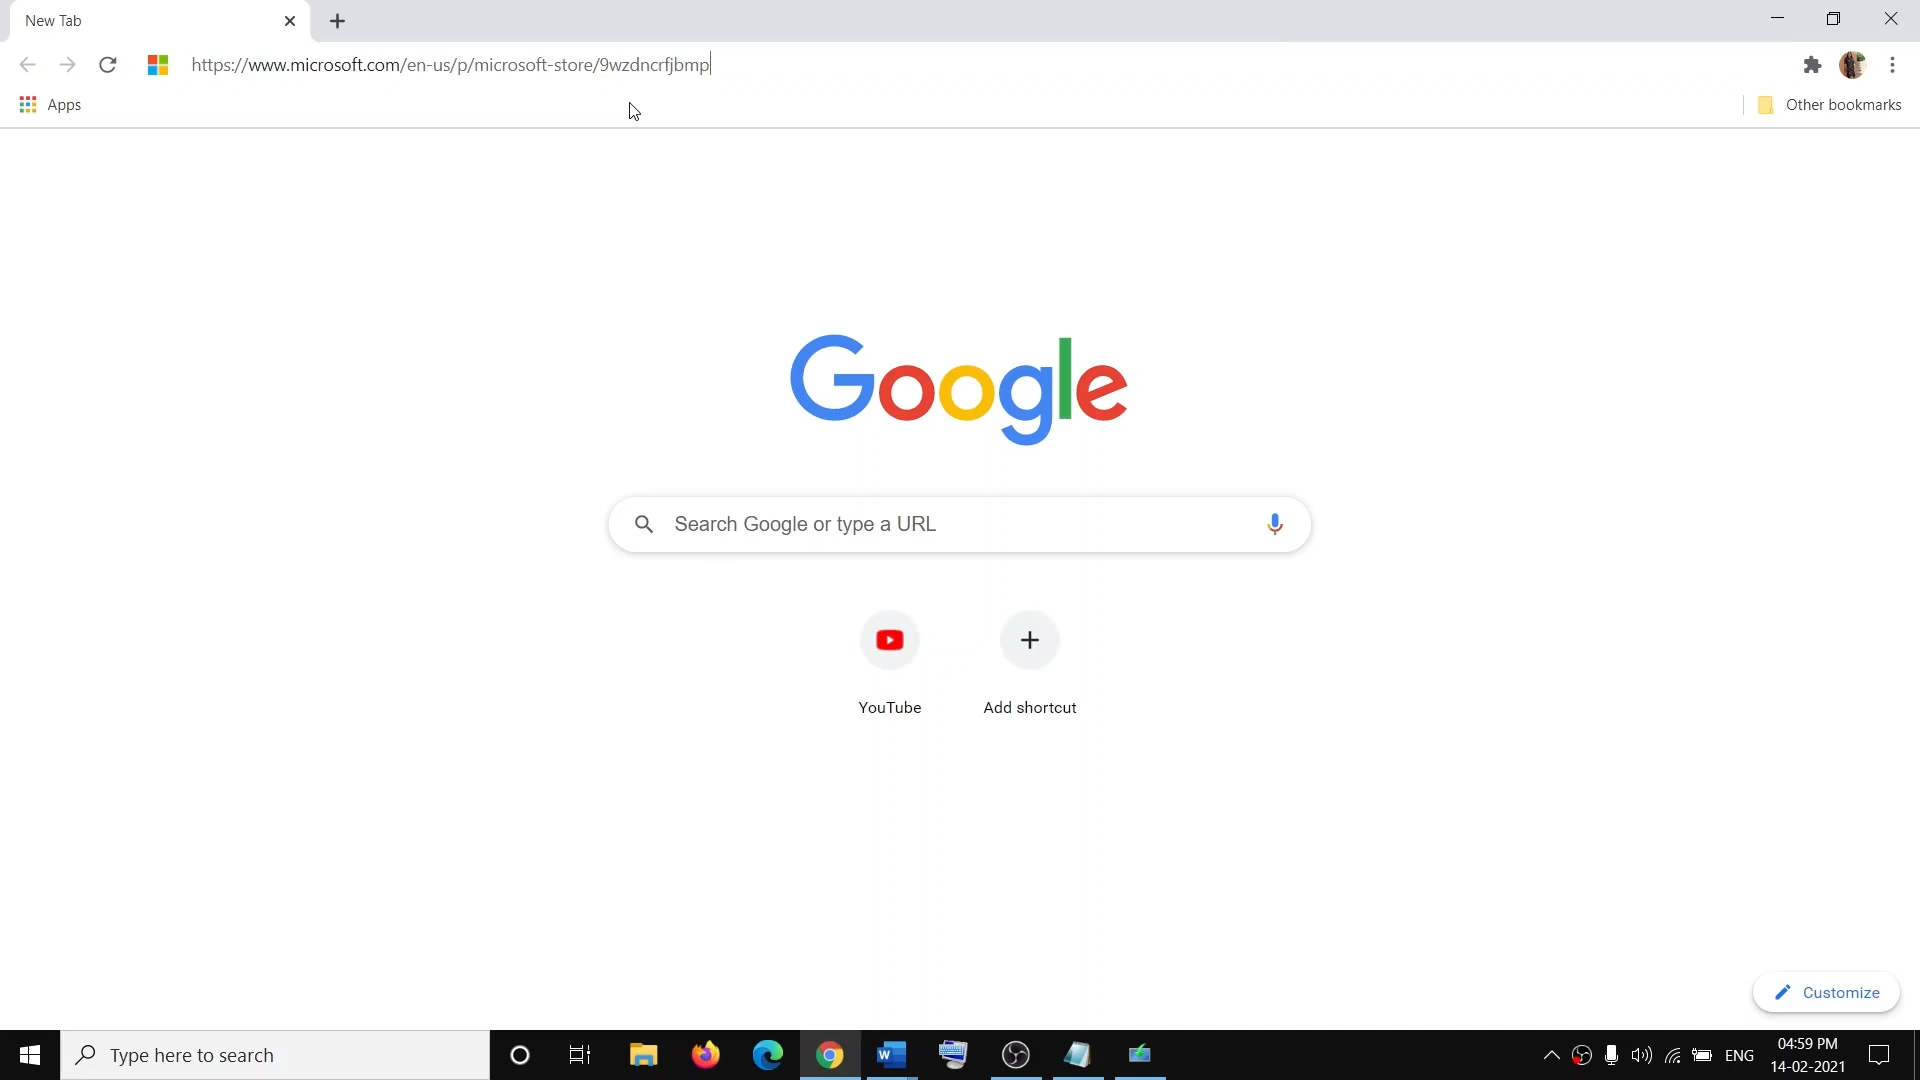 New Tab
https://www.microsoft.com/en-us/p/microsoft-store/9wzdncrfjbmp
Apps
Other bookmarks
Google
Search Google or type a URL
YouTube
Add shortcut
Customize
Type here to search
W
ENG
04:59 PM
14-02-2021